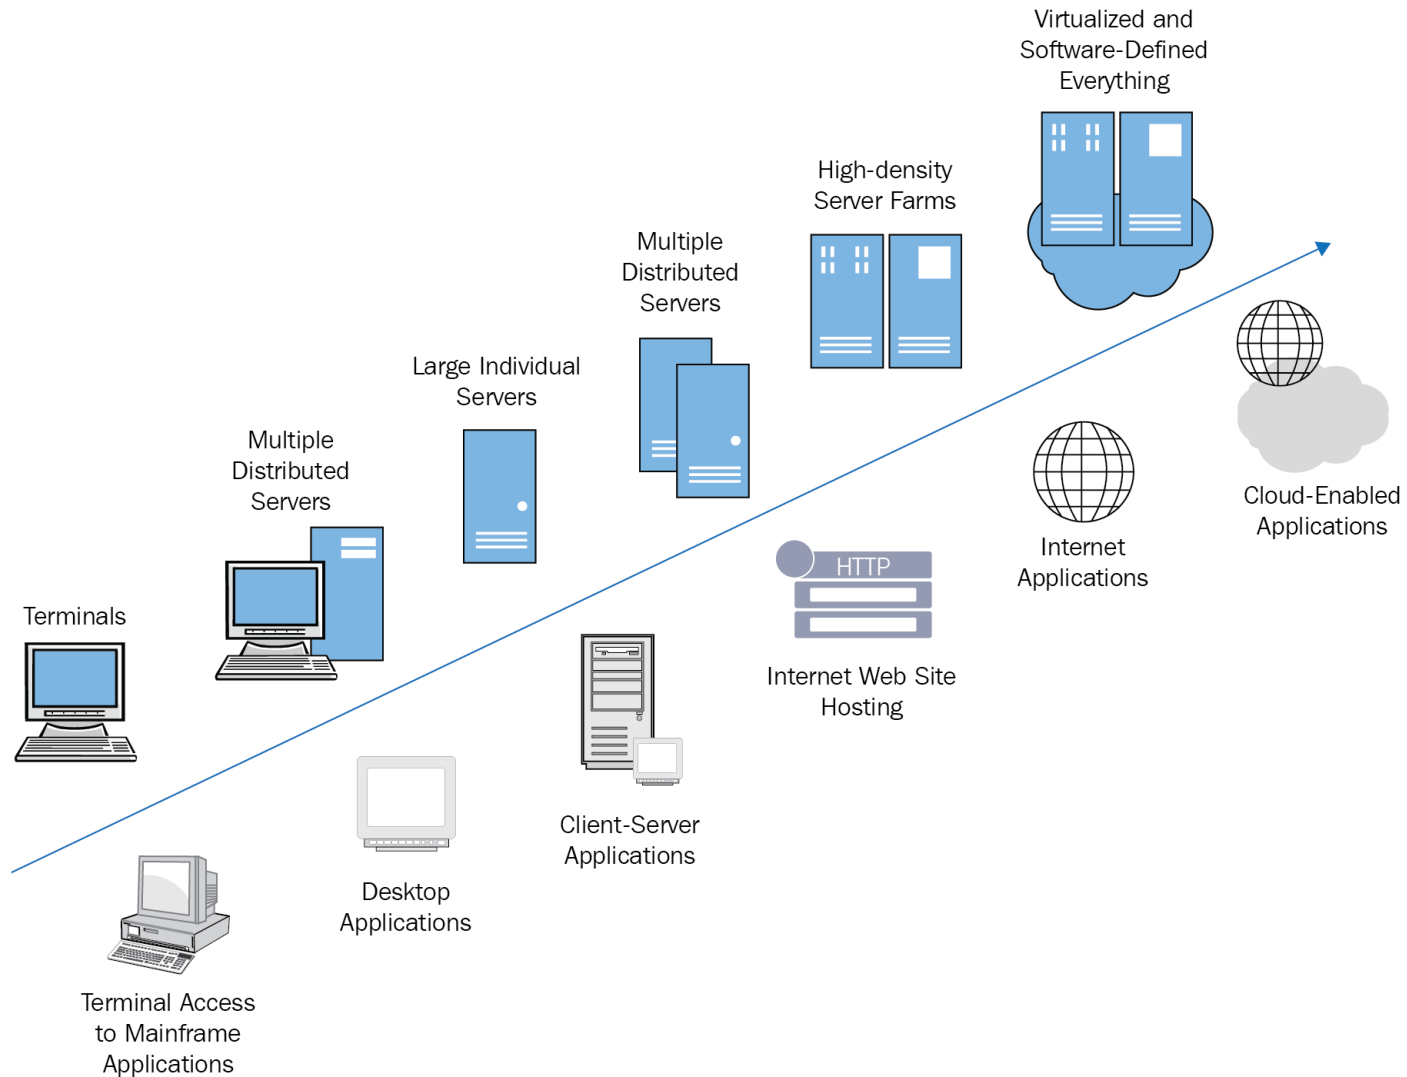 Virtualized and
Software-Defined
Everything
High-density
Server Farms
Multiple
Distributed
Servers
Large Individual
Servers
Multiple
Distributed
Servers
Terminals
Cloud-Enabled
Applications
Internet
Applications
HTTP
Internet Web Site
Hosting
Client-Server
Applications
Desktop
Applications
Terminal Access
to Mainframe
Applications